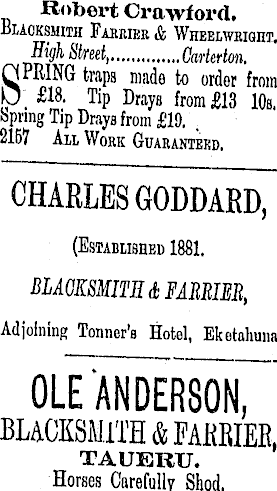 Robert Crawford.
BLACKSMITH FARRIER & WHEELWRIGHT.
High Street,..............Carterton.
SPRING traps made to order from
£18. Tip Drays from £13 10s.
Spring Tip Drays from £19.
2157 ALL WORK GUARANTEED.
CHARLES GODDARD,
(ESTABLISHED 1881.
BLACKSMITH & FARRIER,
Adjoining Tonner's Hotel, Eketahuna
OLE ANDERSON,
BLACKSMITH & FARRIER,
TAUERU.
Horses Carefully Shod.